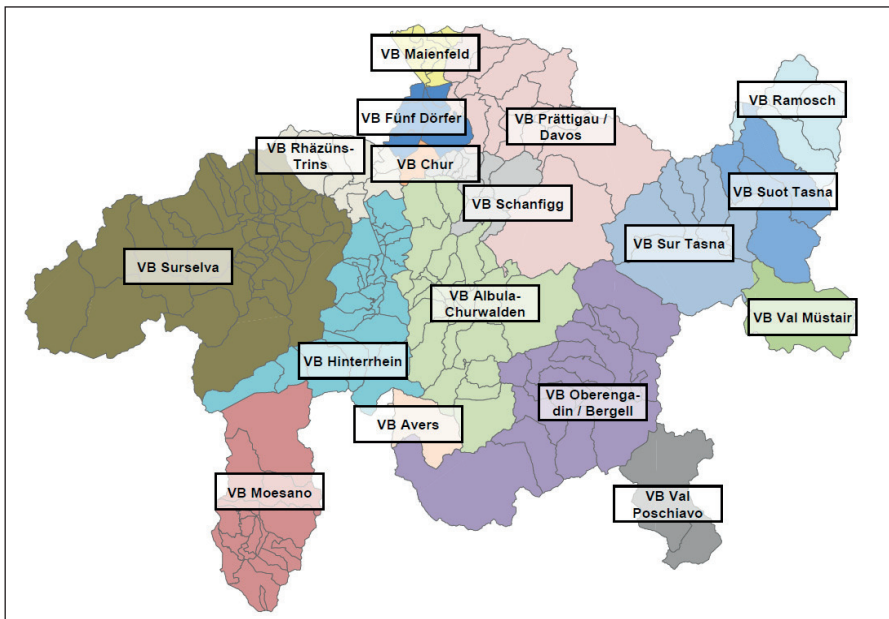 VB Maienfeld
VB Fünf Dörfer
VB Prättigau /
Davos
VB Ramosch
VB Rhäzüns-
Trins
VB Chur
VB Schanfigg
VB Suot Tasna
VB Sur Tasna
VB Surselva
VB Albula-
Churwalden
VB Val Müstair
VB Hinterrhein
VB Oberenga-
din / Bergell
VB Avers
VB Moesano
VB Val
Poschiavo